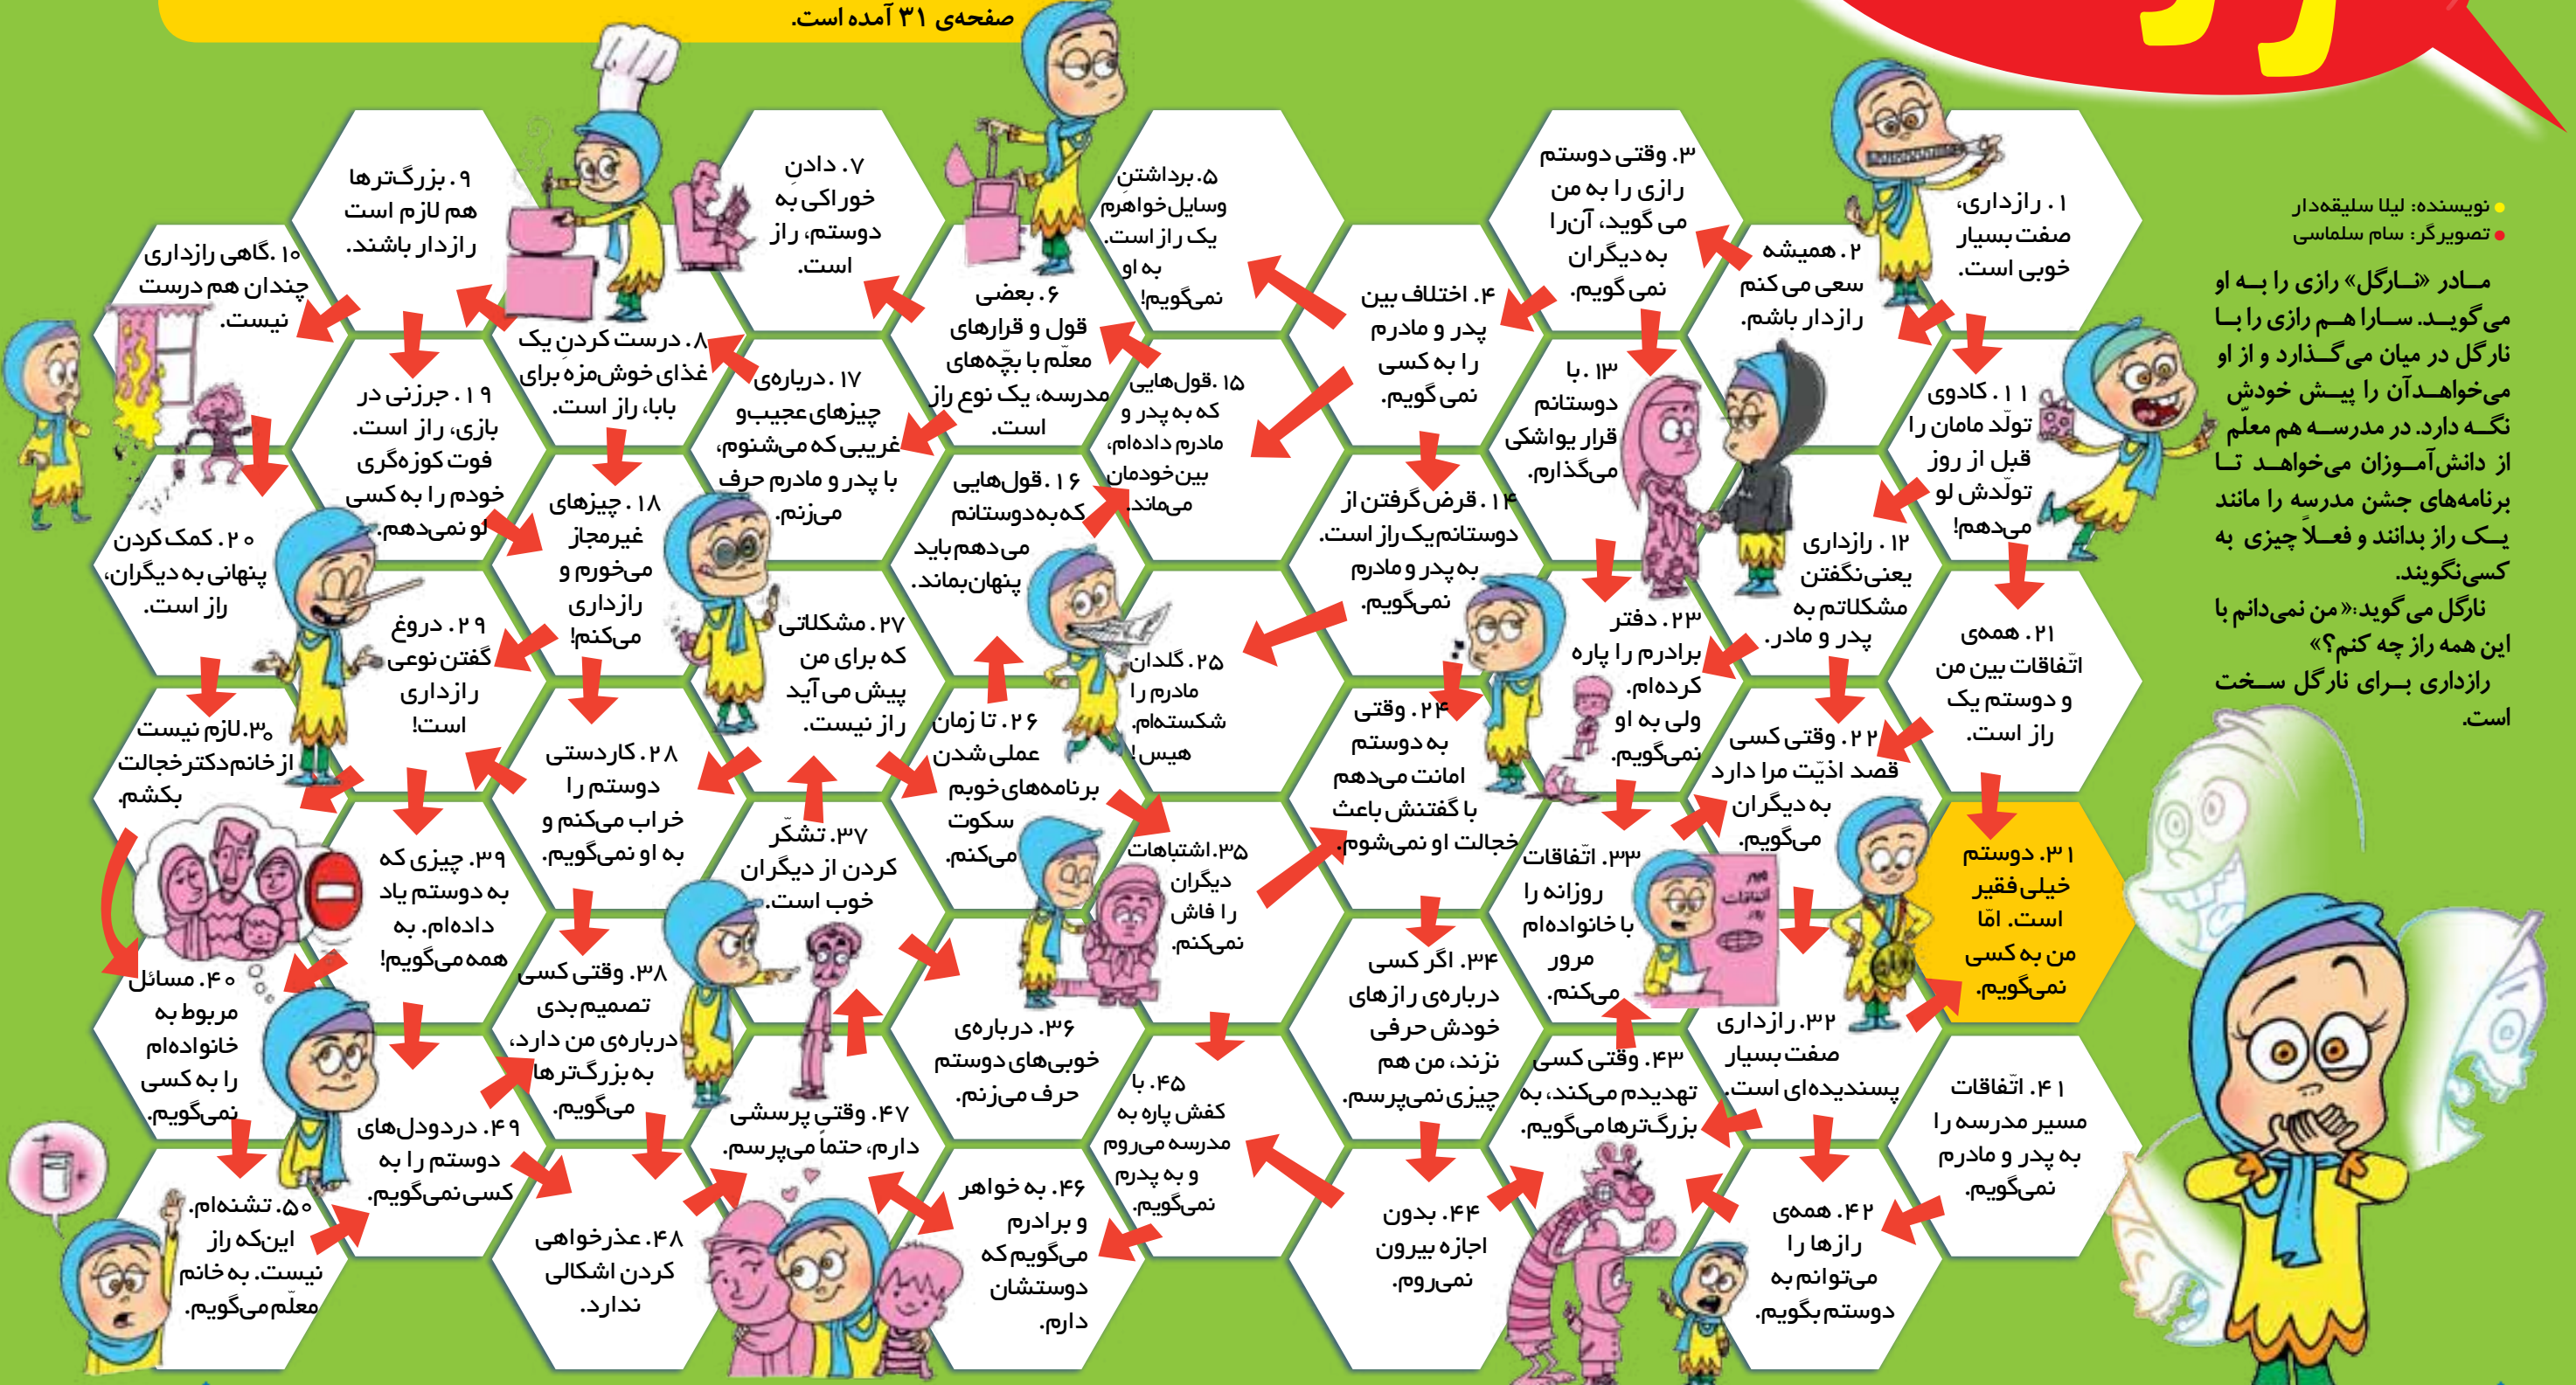 صفحه‌ی ۳۱ آمده است.
● نویسنده: لیلا سلیقه‌دار
● تصویرگر: سام سلماسی
مـادر «نـارگل» رازی را بـه او
می‌گویـد. سـارا هـم رازی را بـا
نارگل در میان می‌گـذارد و از او
می‌خواهـد آن را پیـش خودش
نگـه دارد. در مدرسـه هم معلّم
از دانش‌آمـوزان می‌خواهـد تـا
برنامه‌های جشن مدرسه را مانند
یـک راز بدانند و فعـلاً چیزی به
کسی نگویند.
نارگل می‌گوید:« من نمی‌دانم با
این همه راز چه کنم؟»
رازداری بـرای نارگل سـخت
است.
۱. رازداری،
صفت بسیار
خوبی است.
۲. همیشه
سعی می‌کنم
رازدار باشم.
۳. وقتی دوستم
رازی را به من
می گوید، آن‌را
به دیگران
نمی گویم.
۴. اختلاف بین
پدر و مادرم
را به کسی
نمی گویم.
۵. برداشتنِ
وسایل خواهرم
یک راز است.
به او
نمی‌گویم!
۶. بعضی
قول و قرارهای
معلّم با بچّه‌های
مدرسه، یک نوع راز
است.
۷. دادنِ
خوراکی به
دوستم، راز
است.
۸. درست کردنِ یک
غذای خوش‌مزه برای
بابا، راز است.
۹. بزرگ‌ترها
هم لازم است
رازدار باشند.
۱۰. گاهی رازداری
چندان هم درست
نیست.
۱۱. کادوی
تولّد مامان را
قبل از روز
تولّدش لو
می‌دهم!
۱۲. رازداری
یعنی نگفتن
مشکلاتم به
پدر و مادر.
۱۳. با
دوستانم
قرار یواشکی
می‌گذارم.
۱۴. قرض گرفتن از
دوستانم یک راز است.
به پدر و مادرم
نمی‌گویم.
۱۵. قول‌هایی
که به پدر و
مادرم داده‌ام،
بین خودمان
می‌ماند.
۱۶. قول‌هایی
که به دوستانم
می‌دهم باید
پنهان بماند.
۱۷. درباره‌ی
چیزهای عجیب و
غریبی که می‌شنوم،
با پدر و مادرم حرف
می‌زنم.
۱۸. چیزهای
غیرمجاز
می‌خورم و
رازداری
می‌کنم!
۱۹. جرزنی در
بازی، راز است.
فوت کوزه‌گری
خودم را به کسی
لو نمی‌دهم.
۲۰. کمک کردن
پنهانی به دیگران،
راز است.
۲۱. همه‌ی
اتّفاقات بین من
و دوستم یک
راز است.
۲۲. وقتی کسی
قصد اذیّت مرا دارد
به دیگران
می‌گویم.
۲۳. دفتر
برادرم را پاره
کرده‌ام.
ولی به او
نمی‌گویم.
۲۴. وقتی
به دوستم
امانت می‌دهم
با گفتنش باعث
خجالت او نمی‌شوم.
۲۵. گلدان
مادرم را
شکسته‌ام.
هیس!
۲۶. تا زمان
عملی شدن
برنامه‌های خوبم
سکوت
می‌کنم.
۲۷. مشکلاتی
که برای من
پیش می آید
راز نیست.
۲۸. کاردستی
دوستم را
خراب می‌کنم و
به او نمی‌گویم.
۲۹. دروغ
گفتن نوعی
رازداری
است!
۳۰. لازم نیست
از خانم دکتر خجالت
بکشم.
۳۱. دوستم
خیلی فقیر
است. امّا
من به کسی
نمی‌گویم.
۳۲. رازداری
صفت بسیار
پسندیده‌ای است.
۳۳. اتّفاقات
روزانه را
با خانواده‌ام
مرور
می‌کنم.
۳۴. اگر کسی
درباره‌ی رازهای
خودش حرفی
نزند، من هم
چیزی نمی‌پرسم.
۳۵. اشتباهات
دیگران
را فاش
نمی‌کنم.
۳۶. درباره‌ی
خوبی‌های دوستم
حرف می‌زنم.
۳۷. تشکّر
کردن از دیگران
خوب است.
۳۸. وقتی کسی
تصمیم بدی
درباره‌ی من دارد،
به بزرگ‌ترها
می‌گویم.
۳۹. چیزی که
به دوستم یاد
داده‌ام. به
همه می‌گویم!
۴۰. مسائل
مربوط به
خانواده‌ام
را به کسی
نمی‌گویم.
۴۱. اتّفاقات
مسیر مدرسه را
به پدر و مادرم
نمی‌گویم.
۴۲. همه‌ی
رازها را
می‌توانم به
دوستم بگویم.
۴۳. وقتی کسی
تهدیدم می‌کند، به
بزرگ‌ترها می‌گویم.
۴۴. بدون
اجازه بیرون
نمی‌روم.
۴۵. با
کفش پاره به
مدرسه می‌روم
و به پدرم
نمی‌گویم.
۴۶. به خواهر
و برادرم
می‌گویم که
دوستشان
دارم.
۴۷. وقتی پرسشی
دارم، حتماً می‌پرسم.
۴۸. عذرخواهی
کردن اشکالی
ندارد.
۴۹. دردودل‌های
دوستم را به
کسی نمی‌گویم.
۵۰. تشنه‌ام.
این‌که راز
نیست. به خانم
معلّم می‌گویم.